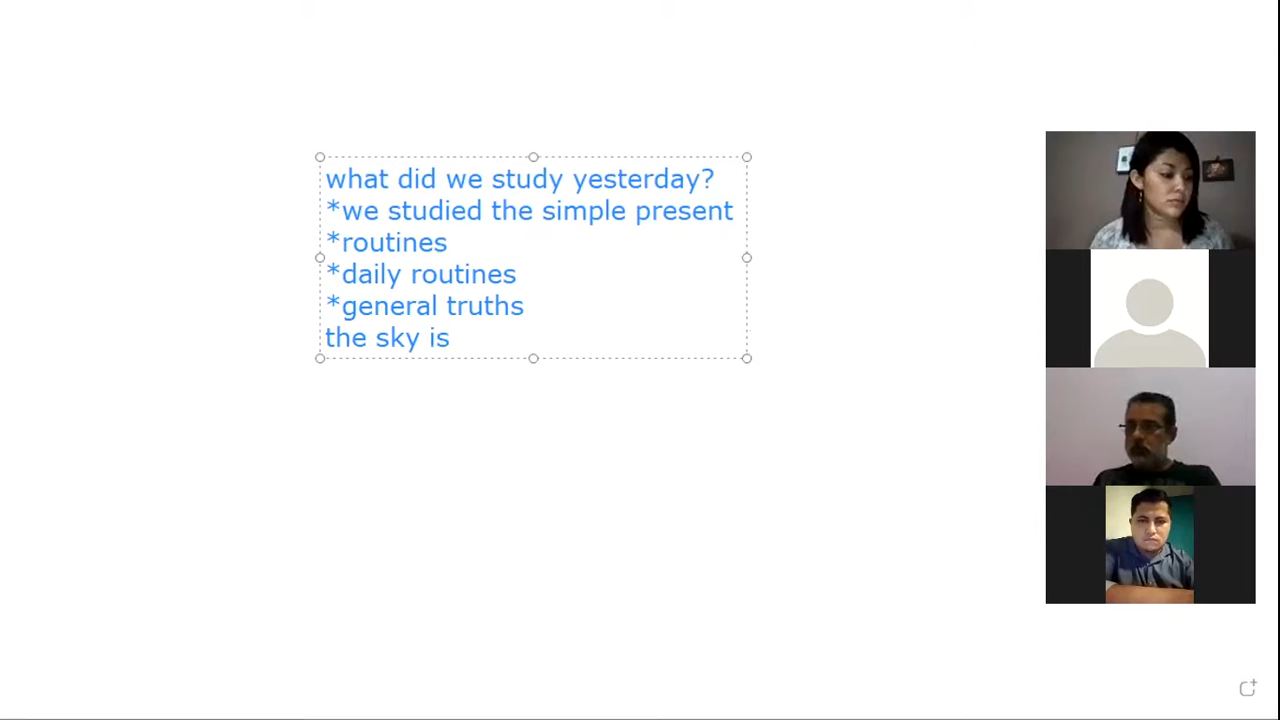 what did we study yesterday?
*we studied the simple present
*routines
*daily routines
*general truths
the sky is